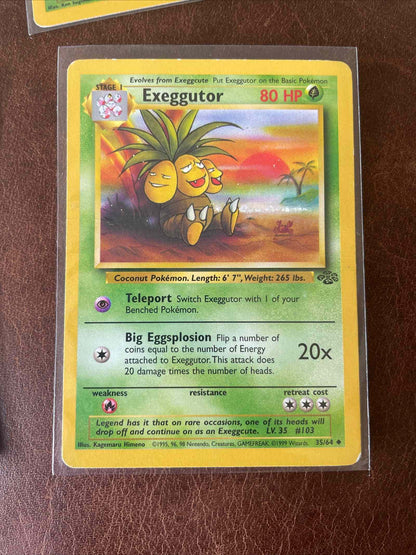 Evolves from Exeggcute Put Exeggutor on the Basic Pokémon
STAGE 1
Exeggutor 80 HP
Coconut Pokémon. Length: 6' 7", Weight: 265 lbs.
Teleport Switch Exeggutor with 1 of your
Benched Pokémon.
Big Eggsplosion Flip a number of
coins equal to the number of Energy
attached to Exeggutor. This attack does
20 damage times the number of heads.
20x
weakness resistance retreat cost
Legend has it that on rare occasions, one of its heads will
drop off and continue on as an Exeggcute. LV. 35 #103
Illus. Kagemaru Himeno ©1995, 96, 98 Nintendo, Creatures, GAMEFREAK. ©1999 Wizards. 35/64